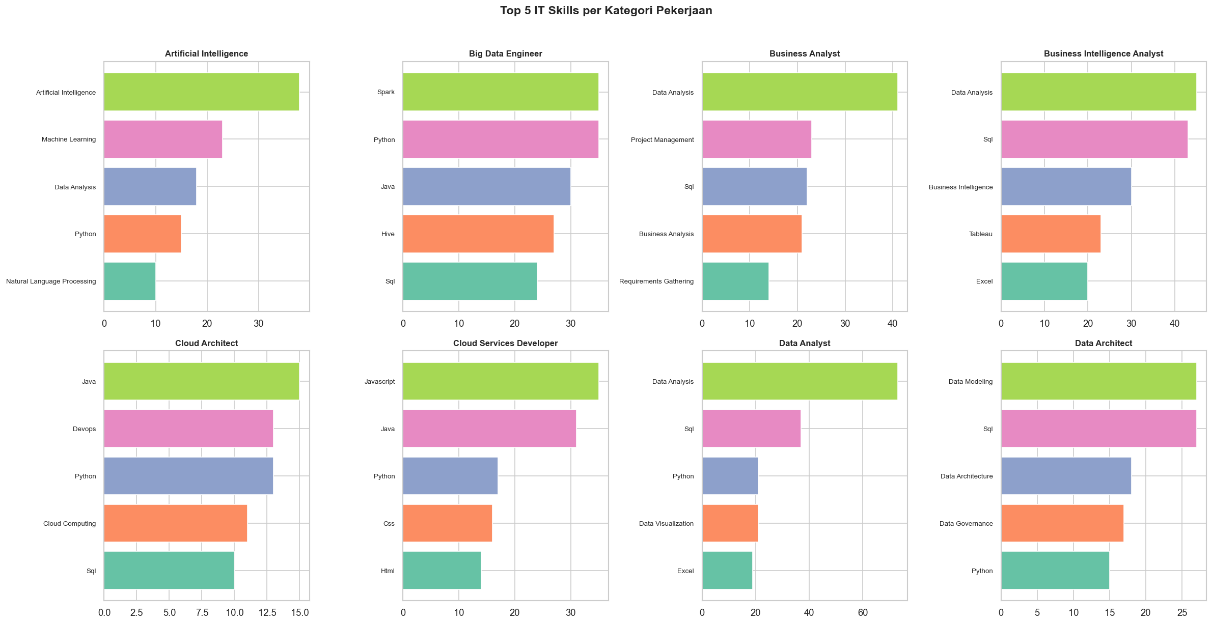 Top 5 IT Skills per Kategori Pekerjaan
Artificial Intelligence
Artificial Intelligence
Machine Learning
Data Analysis
Python
Natural Language Processing
0 10 20 30
Big Data Engineer
Spark
Python
Java
Hive
Sql
0 10 20 30
Business Analyst
Data Analysis
Project Management
Sql
Business Analysis
Requirements Gathering
0 10 20 30 40
Business Intelligence Analyst
Data Analysis
Sql
Business Intelligence
Tableau
Excel
0 10 20 30 40
Cloud Architect
Java
Devops
Python
Cloud Computing
Sql
0.0 2.5 5.0 7.5 10.0 12.5 15.0
Cloud Services Developer
Javascript
Java
Python
Css
Html
0 10 20 30
Data Analyst
Data Analysis
Sql
Python
Data Visualization
Excel
0 20 40 60
Data Architect
Data Modeling
Sql
Data Architecture
Data Governance
Python
0 5 10 15 20 25